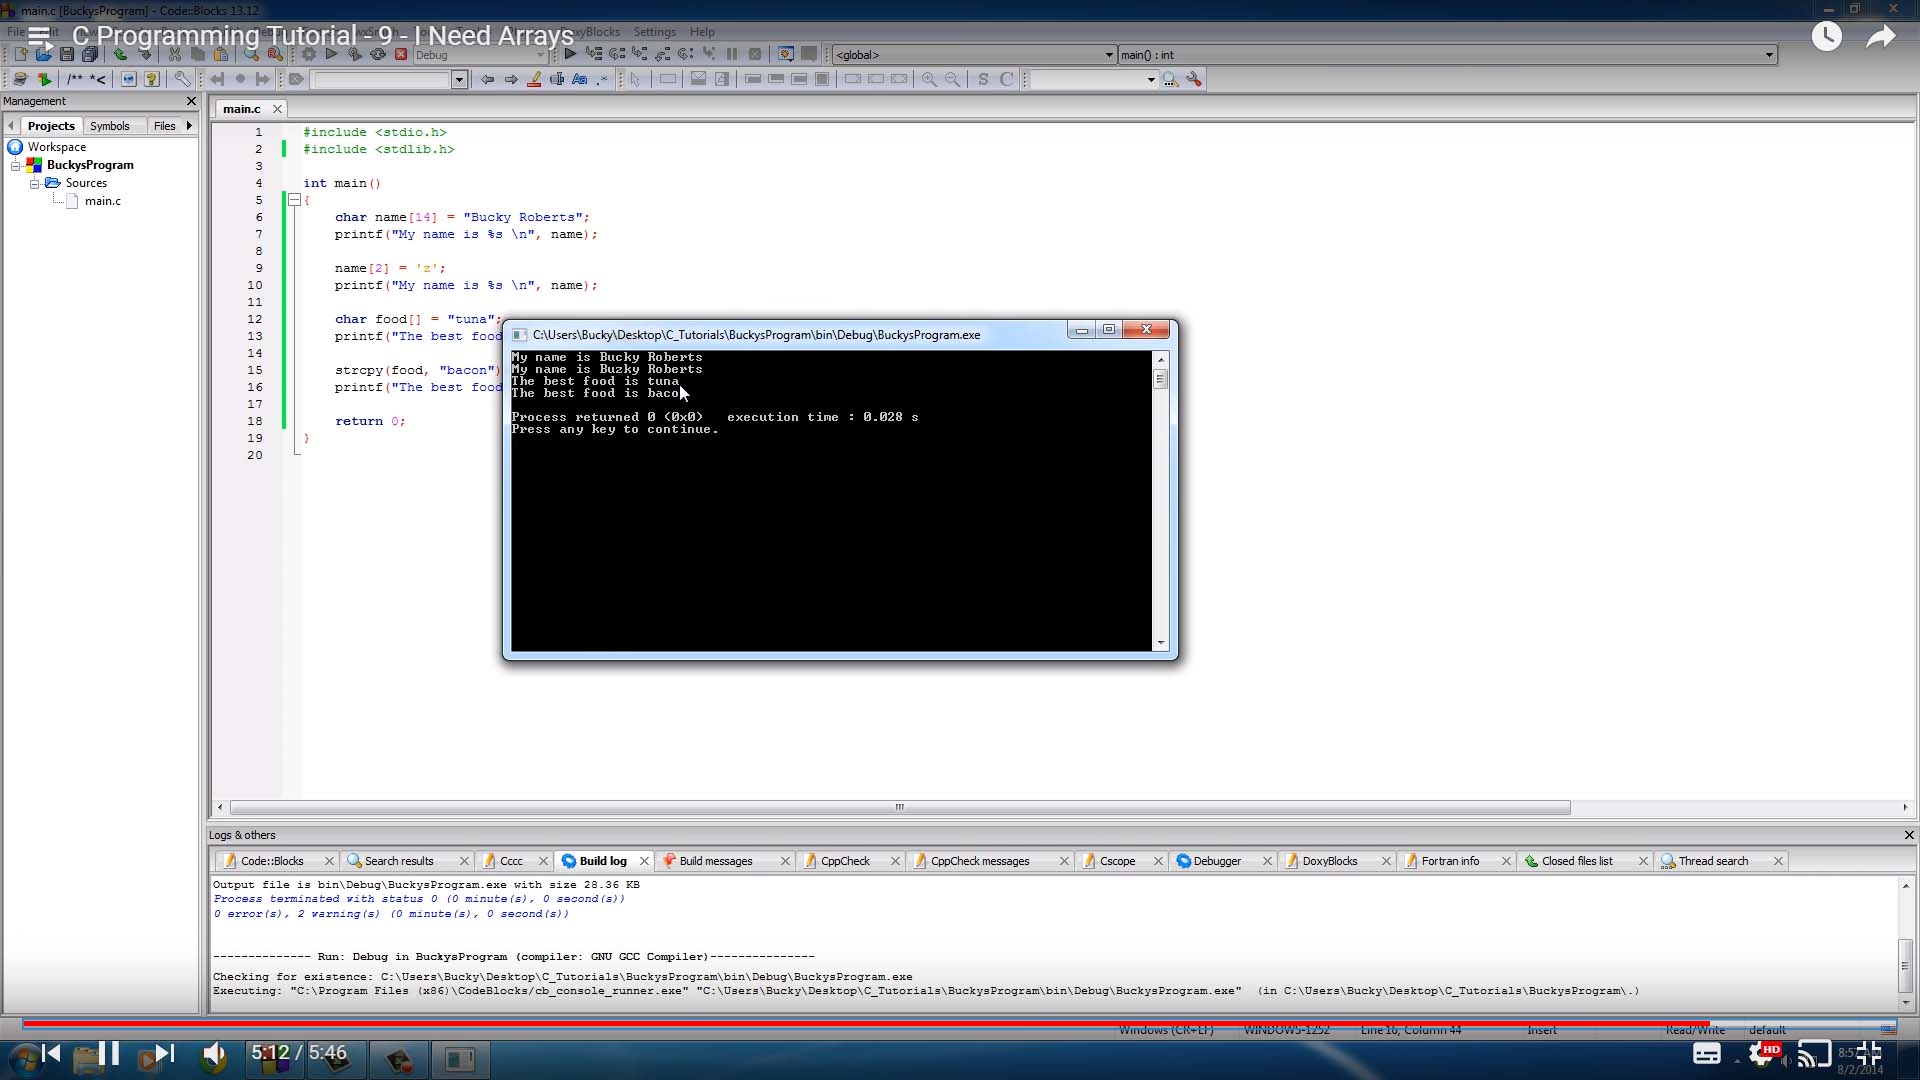 main.c [BuckysProgram] - Code::Blocks 13.12
C Programming Tutorial - 9 - I Need Arrays
File
Settings Help
Debug
<global>
main() : int
/** *<
S C
Management
main.c
Projects Symbols Files
Workspace
BuckysProgram
Sources
main.c
1 #include <stdio.h>
2 #include <stdlib.h>
3
4 int main()
5 {
6 char name[14] = "Bucky Roberts";
7 printf("My name is %s \n", name);
8
9 name[2] = 'z';
10 printf("My name is %s \n", name);
11
12 char food[] = "tuna";
13 printf("The best food
14
15 strcpy(food, "bacon")
16 printf("The best food
17
18 return 0;
19 }
20
C:\Users\Bucky\Desktop\C_Tutorials\BuckysProgram\bin\Debug\BuckysProgram.exe
My name is Bucky Roberts
My name is Buzky Roberts
The best food is tuna
The best food is bacon
Process returned 0 (0x0) execution time : 0.028 s
Press any key to continue.
Logs & others
Code::Blocks Search results Cccc Build log Build messages CppCheck CppCheck messages Cscope Debugger DoxyBlocks Fortran info Closed files list Thread search
Output file is bin\Debug\BuckysProgram.exe with size 28.36 KB
Process terminated with status 0 (0 minute(s), 0 second(s))
0 error(s), 2 warning(s) (0 minute(s), 0 second(s))
-------------- Run: Debug in BuckysProgram (compiler: GNU GCC Compiler)---------------
Checking for existence: C:\Users\Bucky\Desktop\C_Tutorials\BuckysProgram\bin\Debug\BuckysProgram.exe
Executing: "C:\Program Files (x86)\CodeBlocks/cb_console_runner.exe" "C:\Users\Bucky\Desktop\C_Tutorials\BuckysProgram\bin\Debug\BuckysProgram.exe" (in C:\Users\Bucky\Desktop\C_Tutorials\BuckysProgram\.)
Windows (CR+LF) WINDOWS-1252 Line 16, Column 44 Insert Read/Write default
5:12 / 5:46
HD
8/2/2014